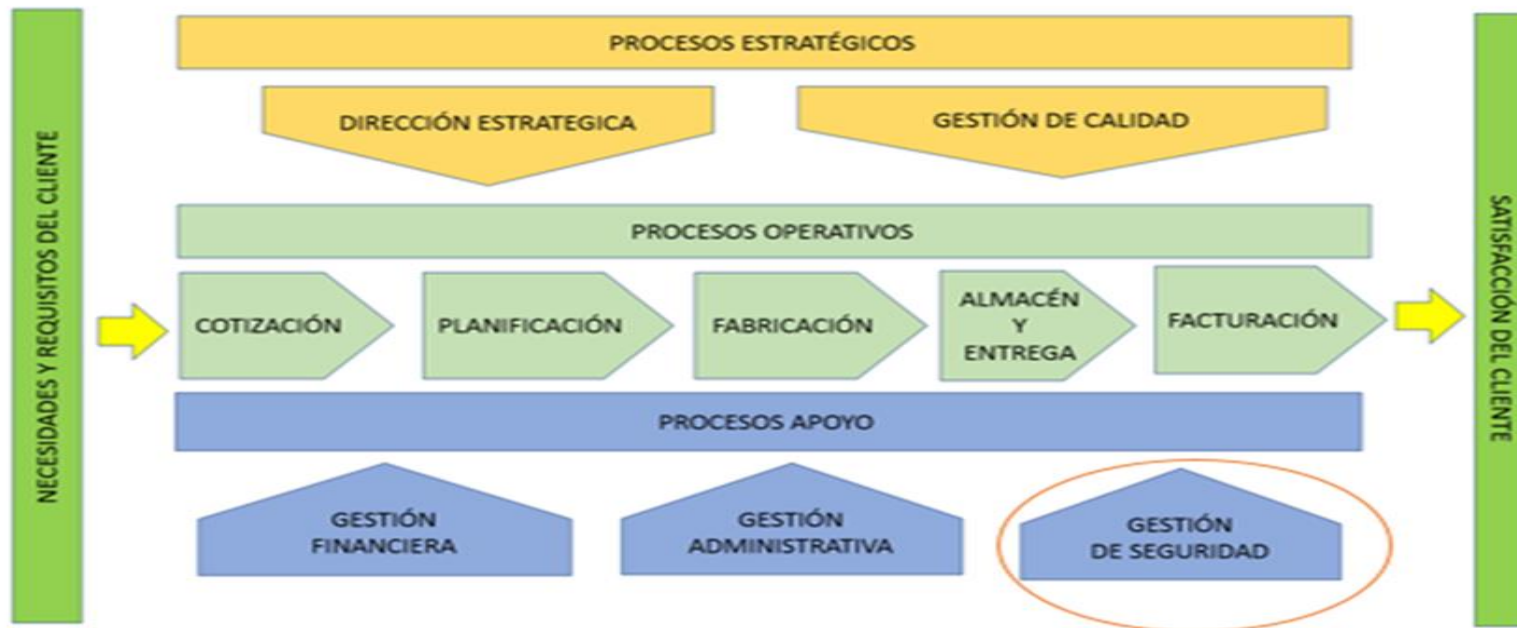 NECESIDADES Y REQUISITOS DEL CLIENTE
PROCESOS ESTRATÉGICOS
DIRECCIÓN ESTRATEGICA
GESTIÓN DE CALIDAD
PROCESOS OPERATIVOS
COTIZACIÓN
PLANIFICACIÓN
FABRICACIÓN
ALMACÉN
Y
ENTREGA
FACTURACIÓN
PROCESOS APOYO
GESTIÓN
FINANCIERA
GESTIÓN
ADMINISTRATIVA
GESTIÓN
DE SEGURIDAD
SATISFACCIÓN DEL CLIENTE